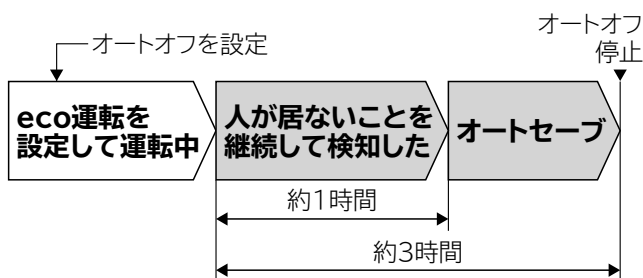 オートオフを設定
オートオフ
停止
eco運転を
設定して運転中
人が居ないことを
継続して検知した
オートセーブ
約1時間
約3時間